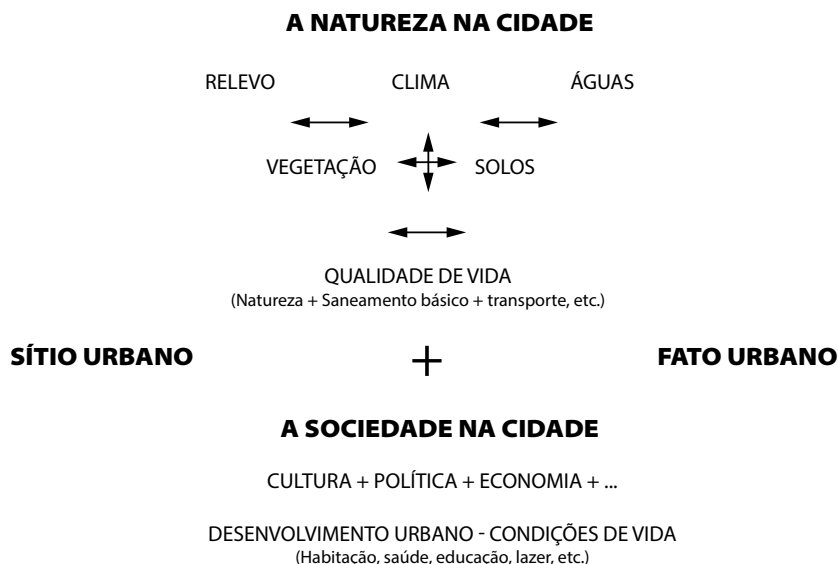 A NATUREZA NA CIDADE
RELEVO CLIMA ÁGUAS
VEGETAÇÃO SOLOS
QUALIDADE DE VIDA
(Natureza + Saneamento básico + transporte, etc.)
SÍTIO URBANO + FATO URBANO
A SOCIEDADE NA CIDADE
CULTURA + POLÍTICA + ECONOMIA + ...
DESENVOLVIMENTO URBANO - CONDIÇÕES DE VIDA
(Habitação, saúde, educação, lazer, etc.)